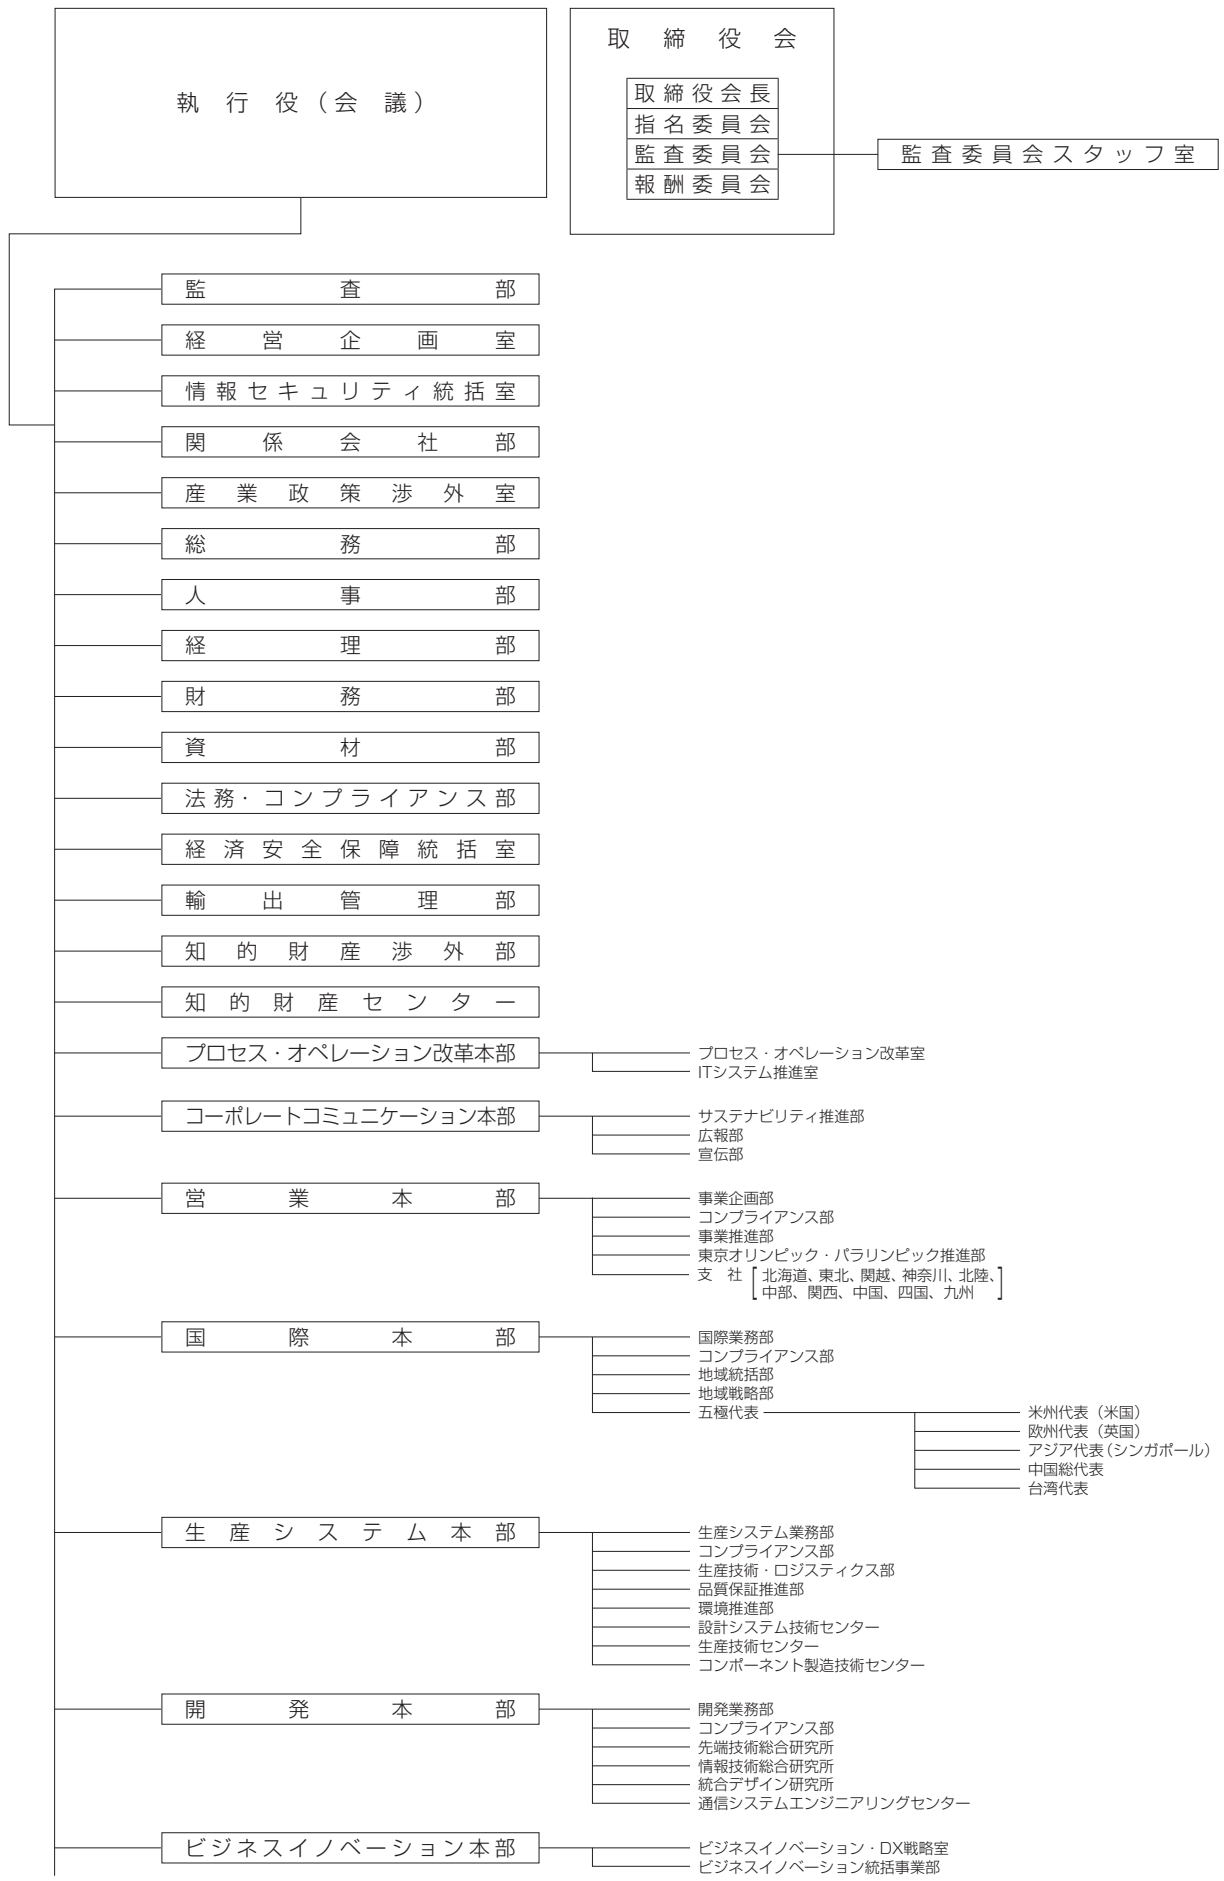 執行役(会議)
取締役会
取締役会長
指名委員会
監査委員会
報酬委員会
監査委員会スタッフ室
監査部
経営企画室
情報セキュリティ統括室
関係会社部
産業政策渉外室
総務部
人事部
経理部
財務部
資材部
法務・コンプライアンス部
経済安全保障統括室
輸出管理部
知的財産渉外部
知的財産センター
プロセス・オペレーション改革本部
プロセス・オペレーション改革室
ITシステム推進室
コーポレートコミュニケーション本部
サステナビリティ推進部
広報部
宣伝部
営業本部
事業企画部
コンプライアンス部
事業推進部
東京オリンピック・パラリンピック推進部
支 社 [北海道、東北、関越、神奈川、北陸、
中部、関西、中国、四国、九州]
国際本部
国際業務部
コンプライアンス部
地域統括部
地域戦略部
五極代表
米州代表(米国)
欧州代表(英国)
アジア代表(シンガポール)
中国総代表
台湾代表
生産システム本部
生産システム業務部
コンプライアンス部
生産技術・ロジスティクス部
品質保証推進部
環境推進部
設計システム技術センター
生産技術センター
コンポーネント製造技術センター
開発本部
開発業務部
コンプライアンス部
先端技術総合研究所
情報技術総合研究所
統合デザイン研究所
通信システムエンジニアリングセンター
ビジネスイノベーション本部
ビジネスイノベーション・DX戦略室
ビジネスイノベーション統括事業部